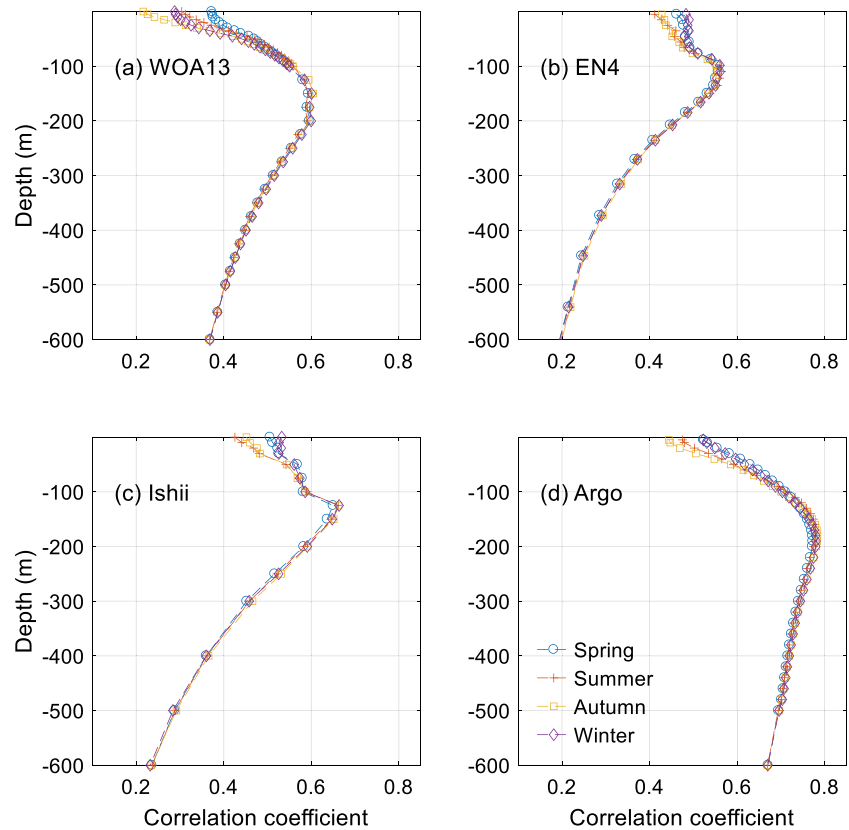 (a) WOA13
-100
-200
-300
-400
-500
-600
0.2 0.4 0.6 0.8
Depth (m)
(b) EN4
-100
-200
-300
-400
-500
-600
0.2 0.4 0.6 0.8
(c) Ishii
-100
-200
-300
-400
-500
-600
0.2 0.4 0.6 0.8
Depth (m)
Correlation coefficient
(d) Argo
-100
-200
-300
-400
-500
-600
Spring
Summer
Autumn
Winter
0.2 0.4 0.6 0.8
Correlation coefficient